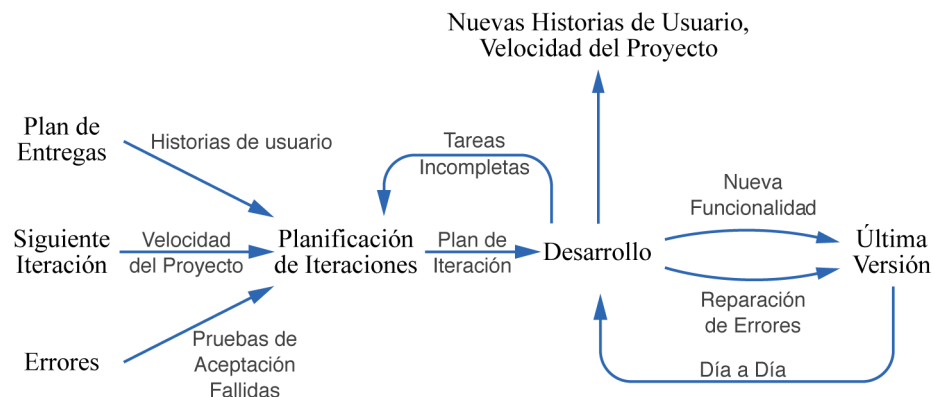 Nuevas Historias de Usuario,
Velocidad del Proyecto
Plan de
Entregas
Historias de usuario
Tareas
Incompletas
Nueva
Funcionalidad
Siguiente
Iteración
Velocidad
del Proyecto
Planificación
de Iteraciones
Plan de
Iteración
Desarrollo
Última
Versión
Reparación
de Errores
Errores
Pruebas de
Aceptación
Fallidas
Día a Día